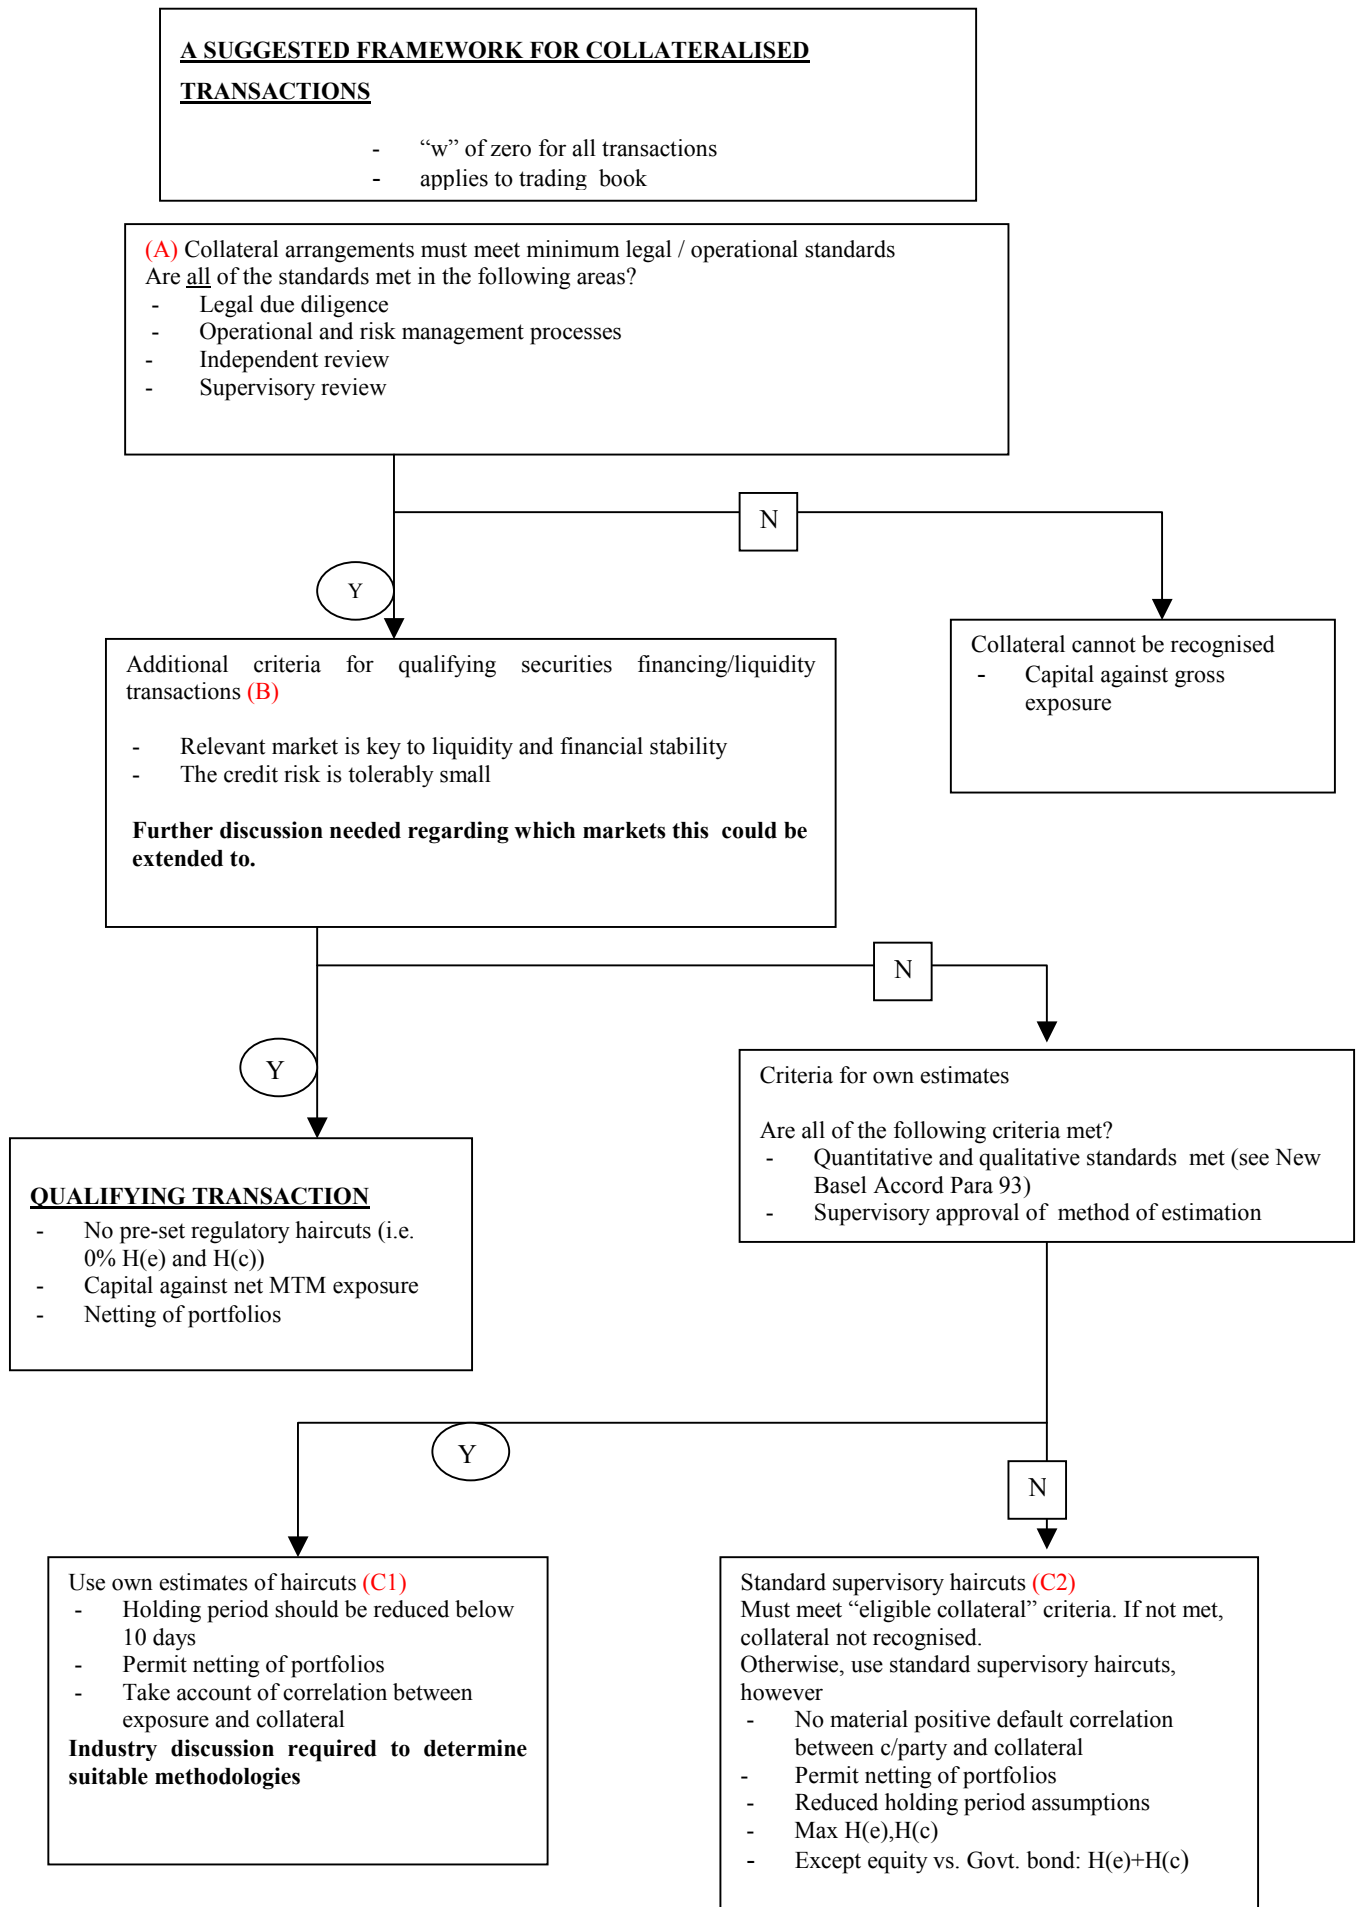 A SUGGESTED FRAMEWORK FOR COLLATERALISED
TRANSACTIONS
- “w” of zero for all transactions
- applies to trading book
(A) Collateral arrangements must meet minimum legal / operational standards
Are all of the standards met in the following areas?
- Legal due diligence
- Operational and risk management processes
- Independent review
- Supervisory review
N
Y
Additional criteria for qualifying securities financing/liquidity
transactions (B)
- Relevant market is key to liquidity and financial stability
- The credit risk is tolerably small
Further discussion needed regarding which markets this could be
extended to.
Collateral cannot be recognised
- Capital against gross
exposure
N
Y
Criteria for own estimates
Are all of the following criteria met?
- Quantitative and qualitative standards met (see New
Basel Accord Para 93)
- Supervisory approval of method of estimation
QUALIFYING TRANSACTION
- No pre-set regulatory haircuts (i.e.
0% H(e) and H(c))
- Capital against net MTM exposure
- Netting of portfolios
Y
N
Use own estimates of haircuts (C1)
- Holding period should be reduced below
10 days
- Permit netting of portfolios
- Take account of correlation between
exposure and collateral
Industry discussion required to determine
suitable methodologies
Standard supervisory haircuts (C2)
Must meet “eligible collateral” criteria. If not met,
collateral not recognised.
Otherwise, use standard supervisory haircuts,
however
- No material positive default correlation
between c/party and collateral
- Permit netting of portfolios
- Reduced holding period assumptions
- Max H(e),H(c)
- Except equity vs. Govt. bond: H(e)+H(c)